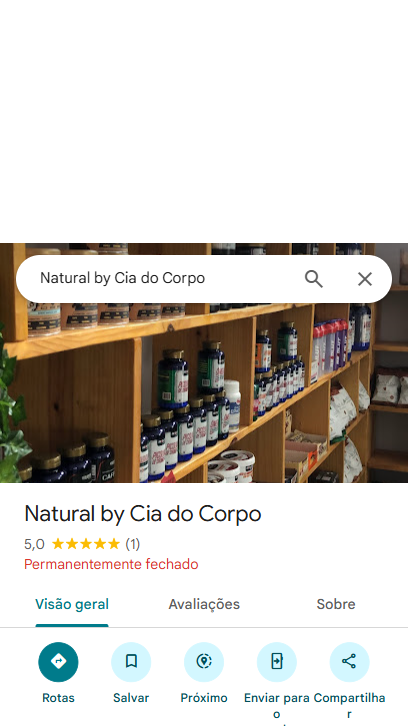 Natural by Cia do Corpo
Natural by Cia do Corpo
5,0 ★★★★★ (1)
Permanentemente fechado
Visão geral
Avaliações
Sobre
Rotas
Salvar
Próximo
Enviar para o
Compartilhar